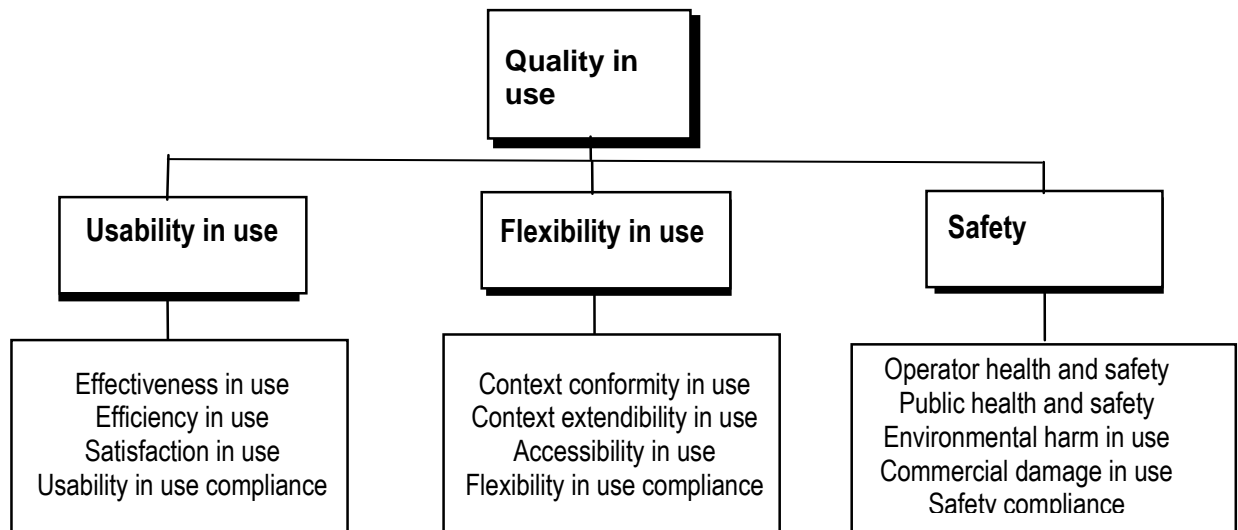 Quality in
use
Usability in use
Flexibility in use
Safety
Effectiveness in use
Efficiency in use
Satisfaction in use
Usability in use compliance
Context conformity in use
Context extendibility in use
Accessibility in use
Flexibility in use compliance
Operator health and safety
Public health and safety
Environmental harm in use
Commercial damage in use
Safety compliance